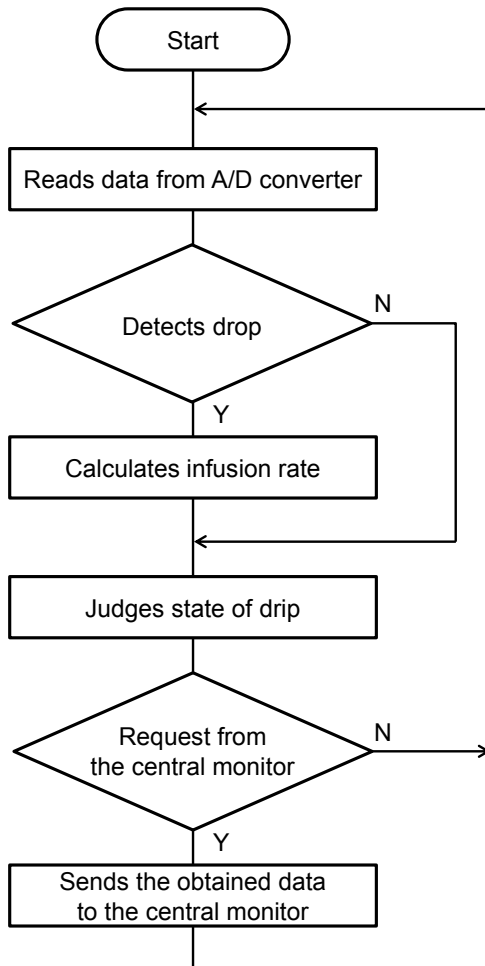 Start
Reads data from A/D converter
Detects drop
N
Y
Calculates infusion rate
Judges state of drip
Request from
the central monitor
N
Y
Sends the obtained data
to the central monitor